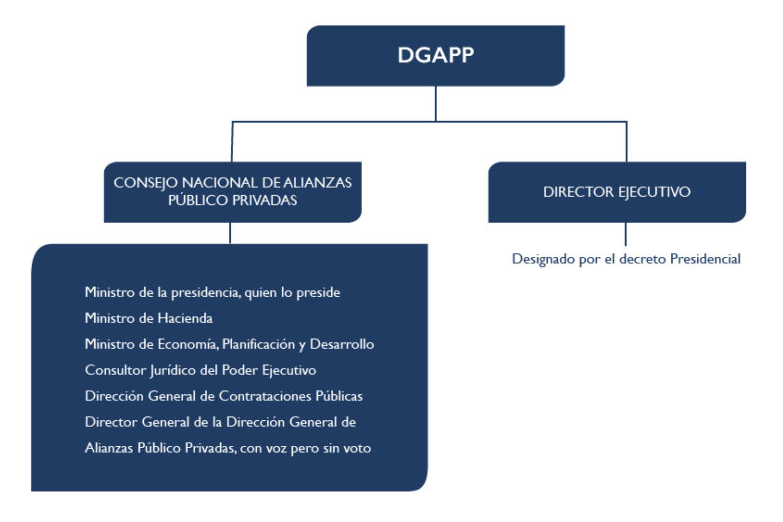 DGAPP
CONSEJO NACIONAL DE ALIANZAS
PÚBLICO PRIVADAS
DIRECTOR EJECUTIVO
Designado por el decreto Presidencial
Ministro de la presidencia, quien lo preside
Ministro de Hacienda
Ministro de Economía, Planificación y Desarrollo
Consultor Jurídico del Poder Ejecutivo
Dirección General de Contrataciones Públicas
Director General de la Dirección General de
Alianzas Público Privadas, con voz pero sin voto